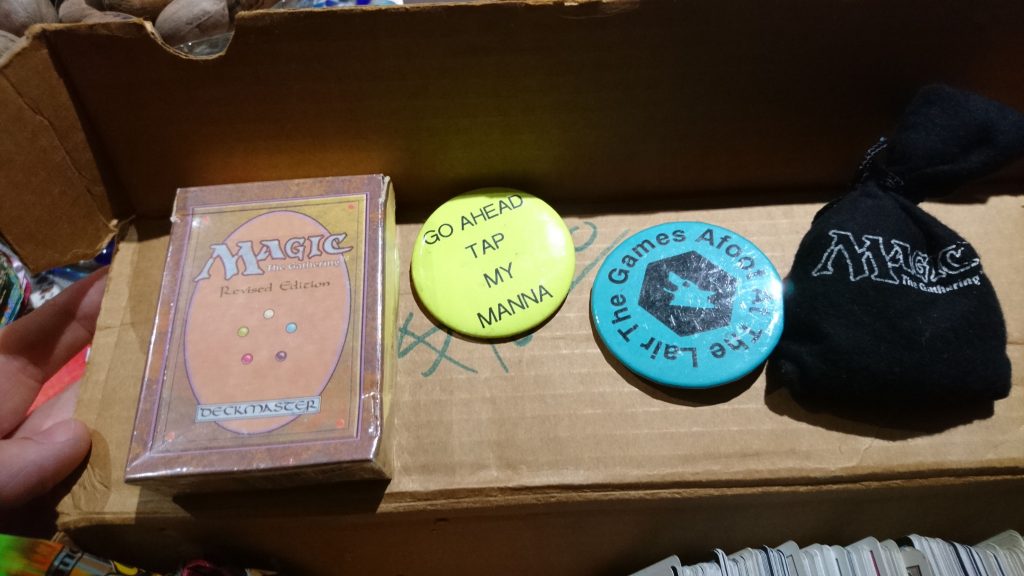 MAGIC
The Gathering
Revised Edition
DECKMASTER
GO AHEAD
TAP
MY
MANNA
The Games Afoot
The Lair
MAGIC
The Gathering